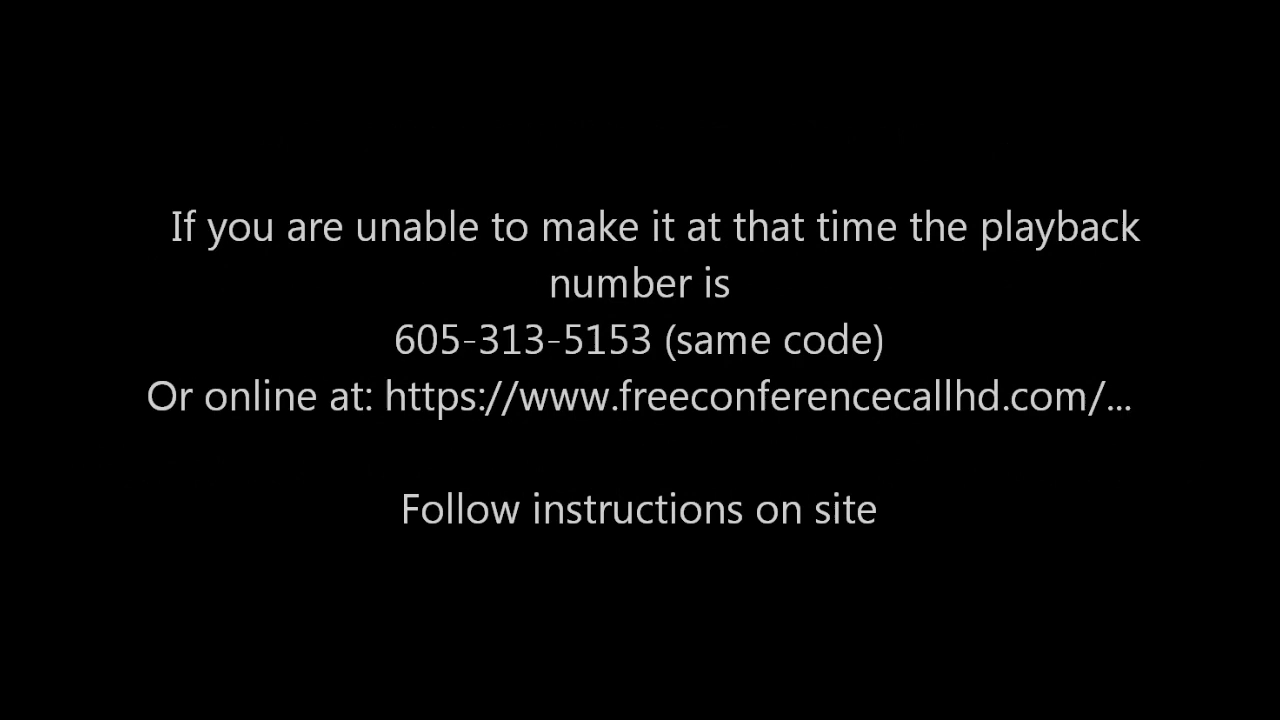 If you are unable to make it at that time the playback
number is
605-313-5153 (same code)
Or online at: https://www.freeconferencecallhd.com/...
Follow instructions on site